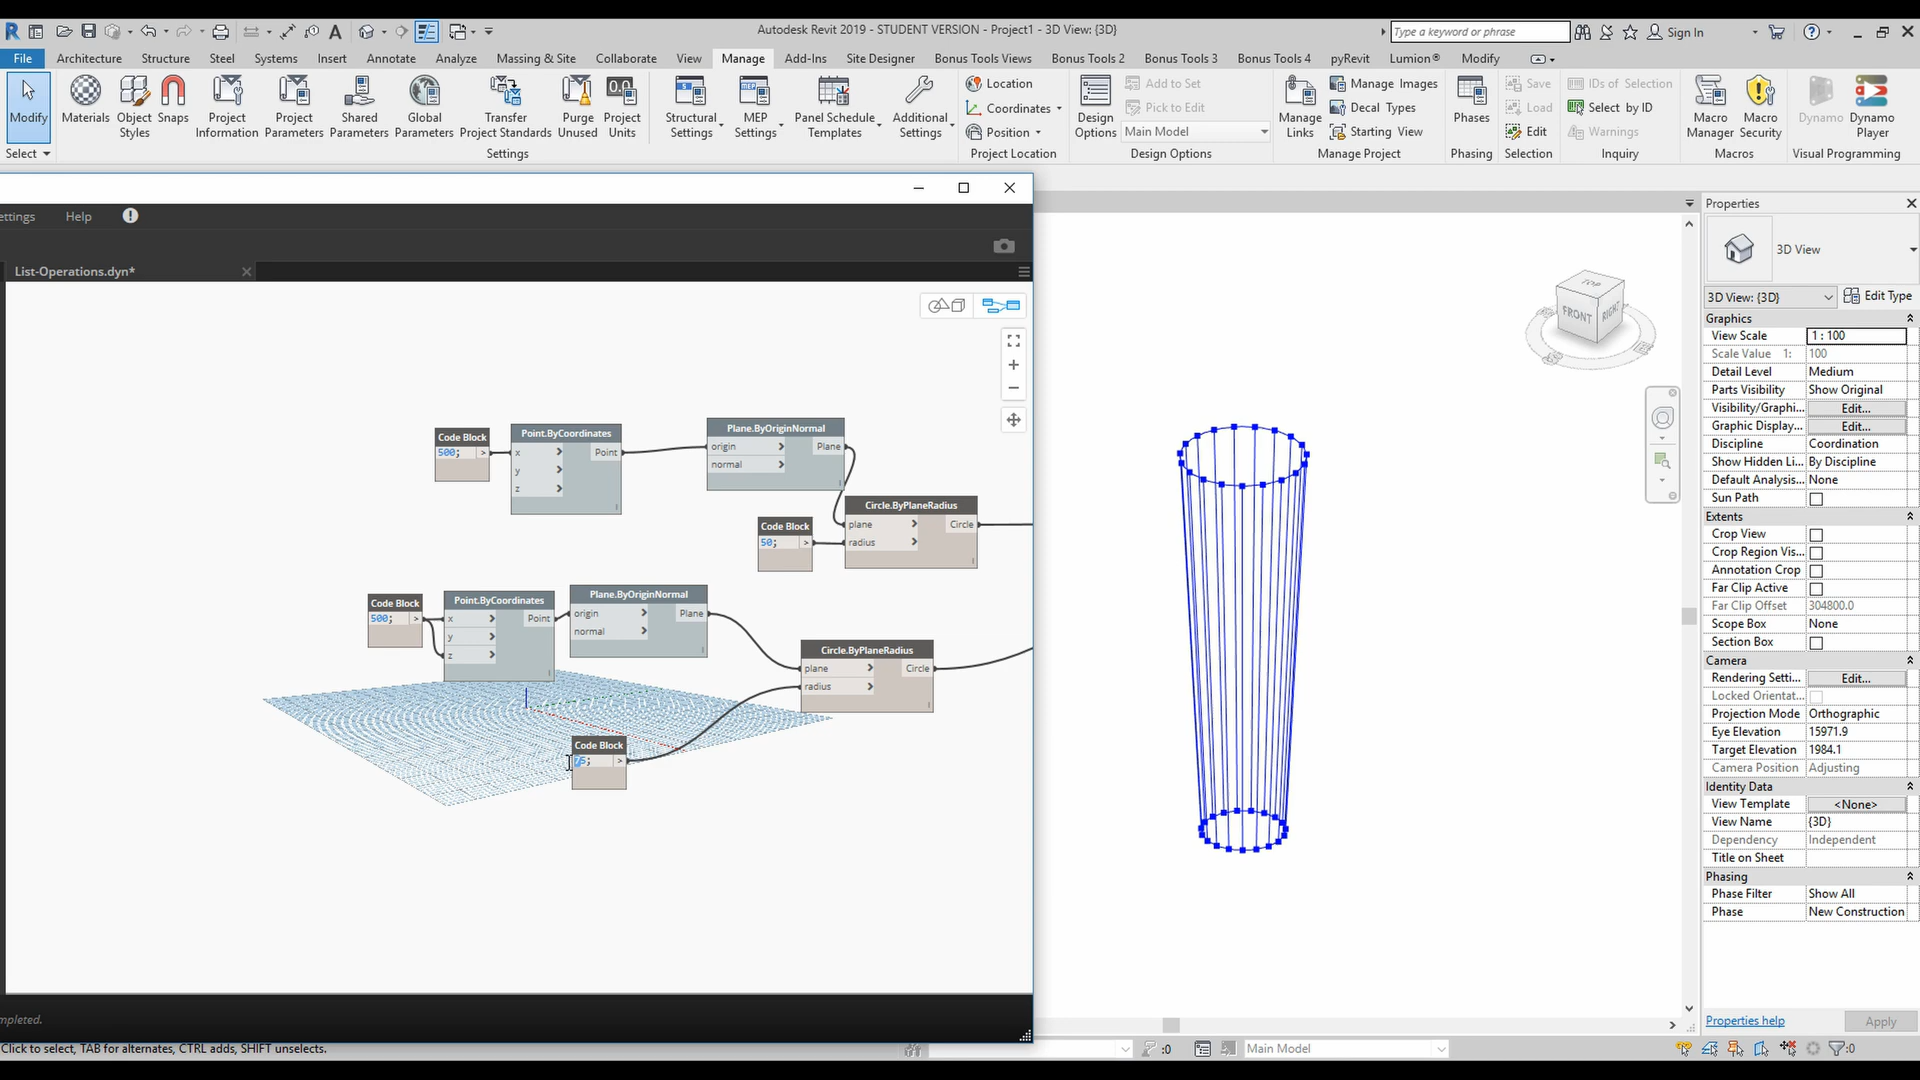 Autodesk Revit 2019 - STUDENT VERSION - Project1 - 3D View: {3D}
Type a keyword or phrase
Sign In
File Architecture Structure Steel Systems Insert Annotate Analyze Massing & Site Collaborate View Manage Add-Ins Site Designer Bonus Tools Views Bonus Tools 2 Bonus Tools 3 Bonus Tools 4 pyRevit Lumion® Modify
Modify
Materials
Object Styles
Snaps
Project Information
Project Parameters
Shared Parameters
Global Parameters
Transfer Project Standards
Purge Unused
Project Units
Structural Settings
MEP Settings
Panel Schedule Templates
Additional Settings
Location
Coordinates
Position
Design Options
Add to Set
Pick to Edit
Main Model
Manage Links
Manage Images
Decal Types
Starting View
Phases
Save
Load
Edit
IDs of Selection
Select by ID
Warnings
Macro Manager
Macro Security
Dynamo
Dynamo Player
Select
Settings
Project Location
Design Options
Manage Project
Phasing
Selection
Inquiry
Macros
Visual Programming
ettings Help
List-Operations.dyn*
Code Block
500; >
Point.ByCoordinates
x > Point
y >
z >
Plane.ByOriginNormal
origin > Plane
normal >
Code Block
50; >
Circle.ByPlaneRadius
plane > Circle
radius >
Code Block
500; >
Point.ByCoordinates
x > Point
y >
z >
Plane.ByOriginNormal
origin > Plane
normal >
Circle.ByPlaneRadius
plane > Circle
radius >
Code Block
75; >
mpleted.
TOP
FRONT
RIGHT
Properties
3D View
3D View: {3D} Edit Type
Graphics
View Scale 1 : 100
Scale Value 1: 100
Detail Level Medium
Parts Visibility Show Original
Visibility/Graphi... Edit...
Graphic Display... Edit...
Discipline Coordination
Show Hidden Li... By Discipline
Default Analysis... None
Sun Path
Extents
Crop View
Crop Region Vis...
Annotation Crop
Far Clip Active
Far Clip Offset 304800.0
Scope Box None
Section Box
Camera
Rendering Setti... Edit...
Locked Orientat...
Projection Mode Orthographic
Eye Elevation 15971.9
Target Elevation 1984.1
Camera Position Adjusting
Identity Data
View Template <None>
View Name {3D}
Dependency Independent
Title on Sheet
Phasing
Phase Filter Show All
Phase New Construction
Properties help Apply
Click to select, TAB for alternates, CTRL adds, SHIFT unselects.
:0
Main Model
:0